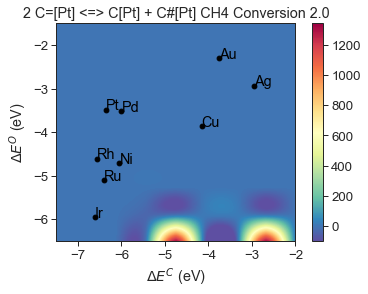 2 C=[Pt] <=> C[Pt] + C#[Pt] CH4 Conversion 2.0
−2
−3
−4
−5
−6
ΔE^O (eV)
Au
Ag
Pt
Pd
Cu
Rh
Ni
Ru
Ir
−7
−6
−5
−4
−3
−2
ΔE^C (eV)
1200
1000
800
600
400
200
0